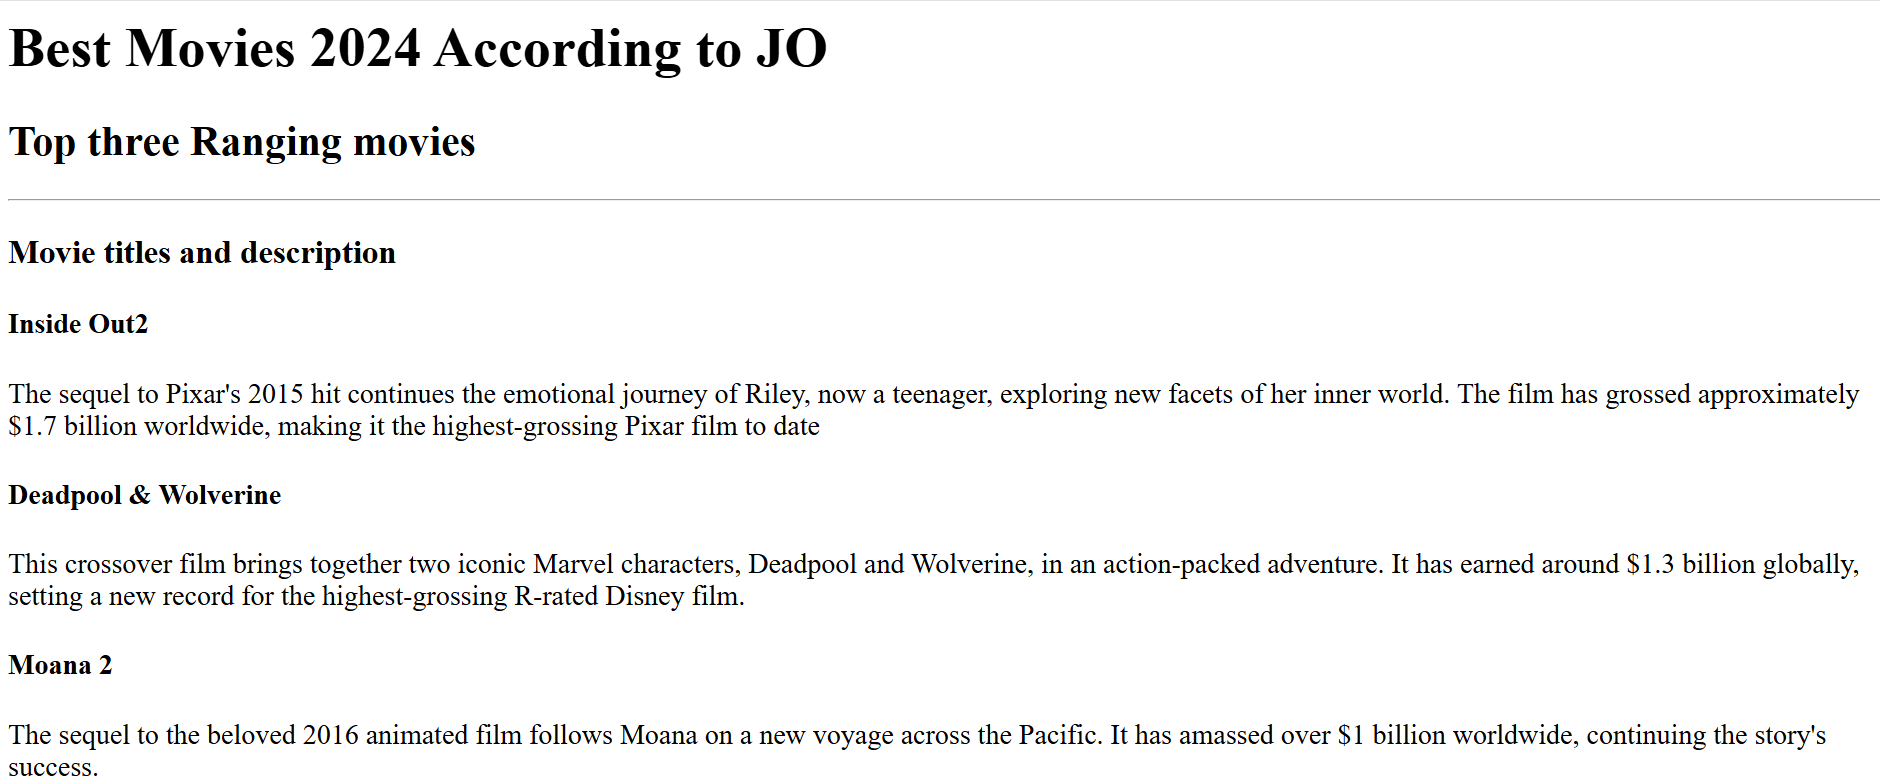 Best Movies 2024 According to JO
Top three Ranging movies
Movie titles and description
Inside Out2
The sequel to Pixar's 2015 hit continues the emotional journey of Riley, now a teenager, exploring new facets of her inner world. The film has grossed approximately
$1.7 billion worldwide, making it the highest-grossing Pixar film to date
Deadpool & Wolverine
This crossover film brings together two iconic Marvel characters, Deadpool and Wolverine, in an action-packed adventure. It has earned around $1.3 billion globally,
setting a new record for the highest-grossing R-rated Disney film.
Moana 2
The sequel to the beloved 2016 animated film follows Moana on a new voyage across the Pacific. It has amassed over $1 billion worldwide, continuing the story's
success.